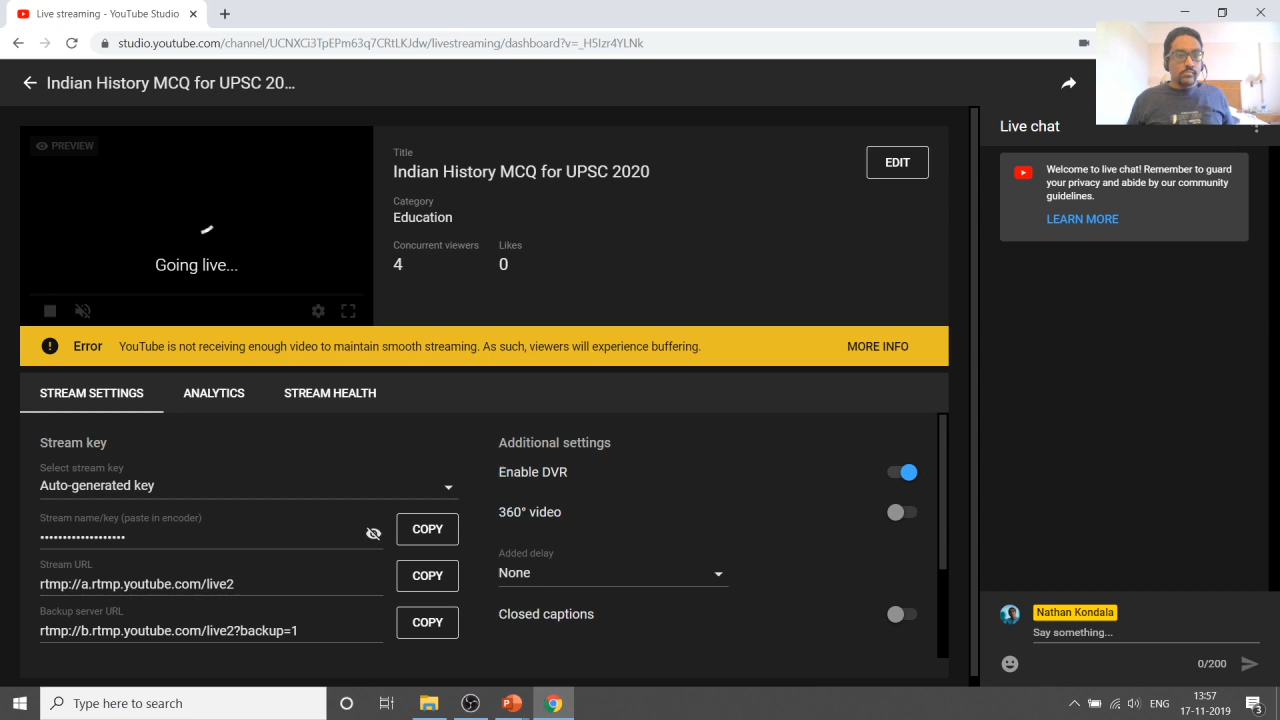 Live streaming - YouTube Studio
studio.youtube.com/channel/UCNXCi3TpEPm63q7CRtLKJdw/livestreaming/dashboard?v=_H5Izr4YLNk
Indian History MCQ for UPSC 20...
PREVIEW
Going live...
Title
Indian History MCQ for UPSC 2020
EDIT
Category
Education
Concurrent viewers Likes
4 0
Error YouTube is not receiving enough video to maintain smooth streaming. As such, viewers will experience buffering. MORE INFO
STREAM SETTINGS ANALYTICS STREAM HEALTH
Stream key
Select stream key
Auto-generated key
Stream name/key (paste in encoder)
••••••••••••••••••• COPY
Stream URL
rtmp://a.rtmp.youtube.com/live2 COPY
Backup server URL
rtmp://b.rtmp.youtube.com/live2?backup=1 COPY
Additional settings
Enable DVR
360° video
Added delay
None
Closed captions
Live chat
Welcome to live chat! Remember to guard
your privacy and abide by our community
guidelines.
LEARN MORE
Nathan Kondala
Say something...
0/200
Type here to search
ENG
13:57
17-11-2019
3